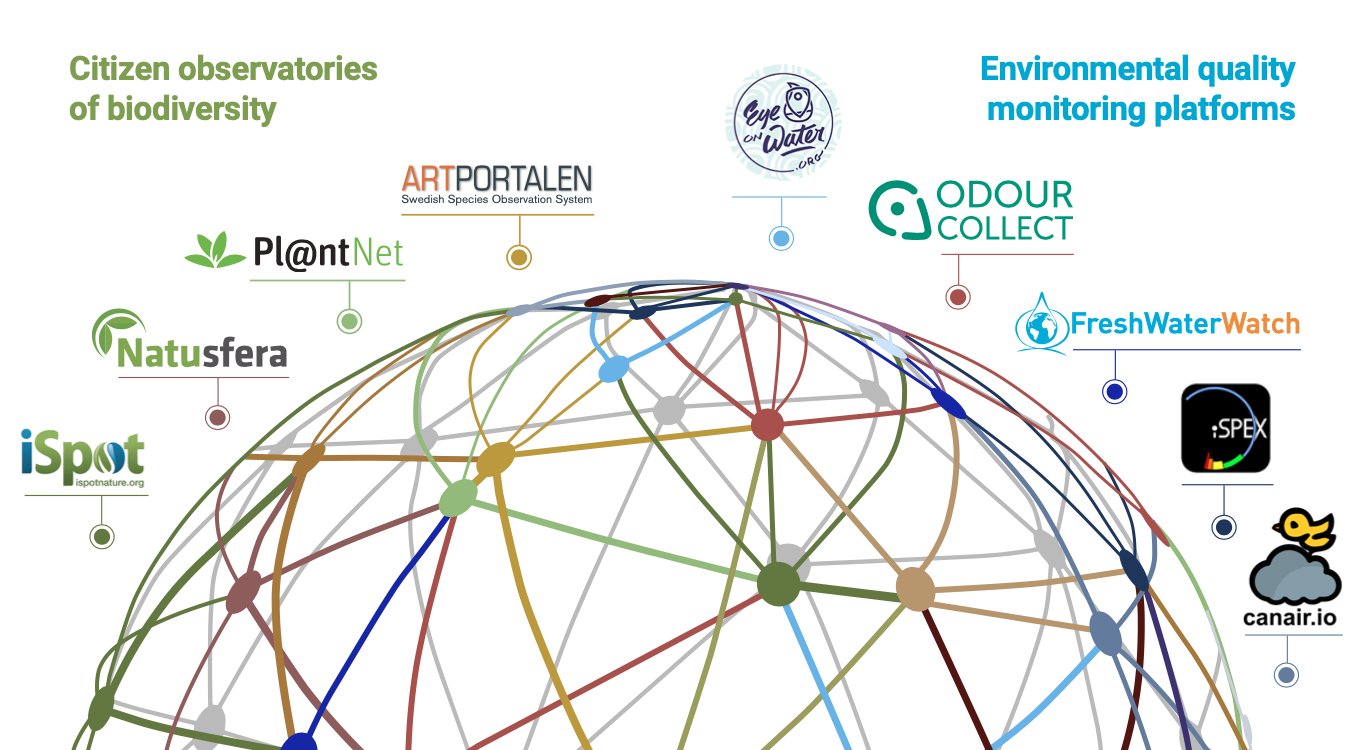 Citizen observatories
of biodiversity
Environmental quality
monitoring platforms
Eye
ON Water
.ORG
ARTPORTALEN
Swedish Species Observation System
ODOUR
COLLECT
Pl@ntNet
FreshWaterWatch
Natusfera
iSPEX
iSpot
ispotnature.org
canair.io